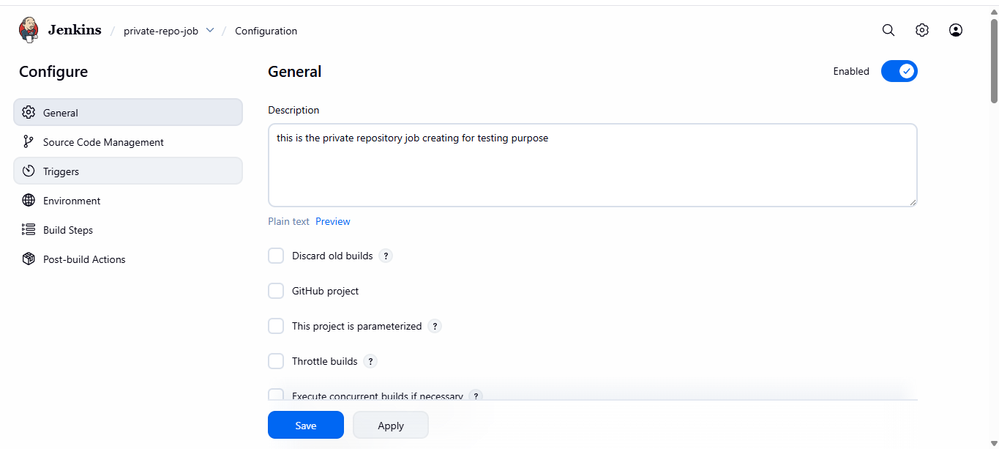 Jenkins / private-repo-job / Configuration
Configure
General
Source Code Management
Triggers
Environment
Build Steps
Post-build Actions
General
Enabled
Description
this is the private repository job creating for testing purpose
Plain text Preview
Discard old builds ?
GitHub project
This project is parameterized ?
Throttle builds ?
Execute concurrent builds if necessary ?
Save Apply